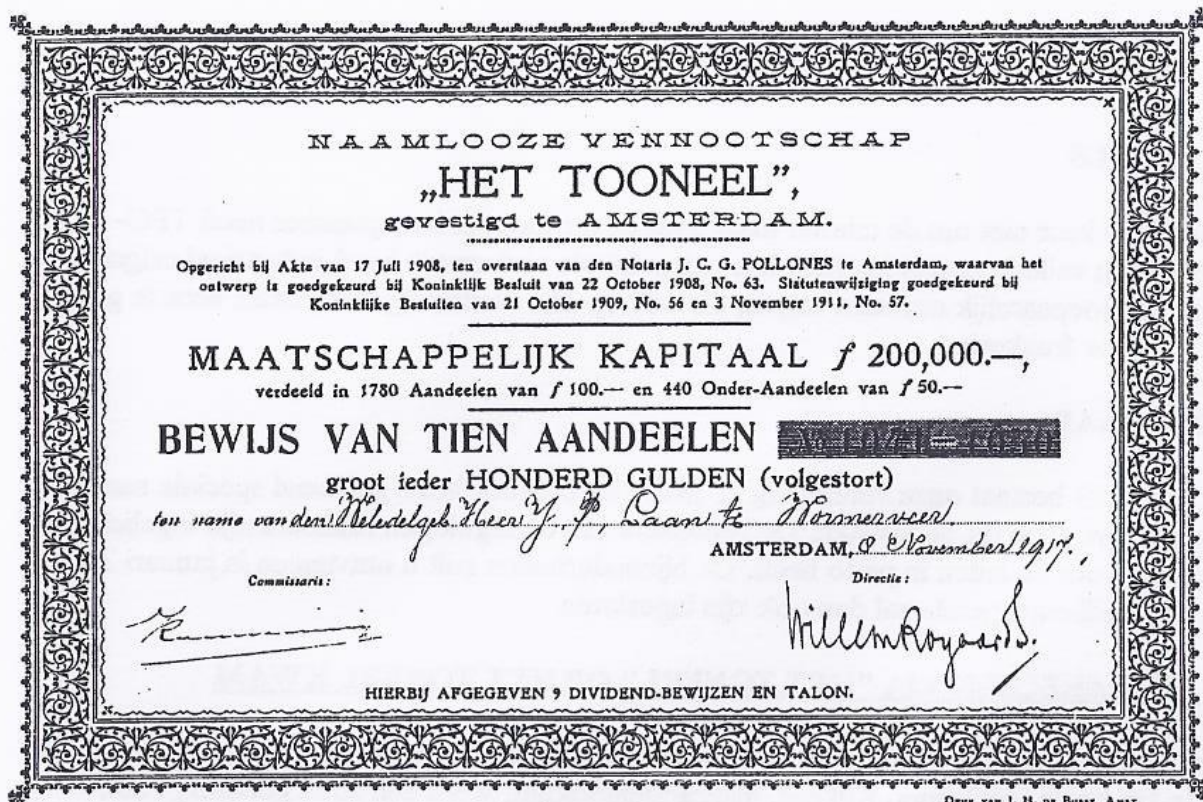 NAAMLOOZE VENNOOTSCHAP
„HET TOONEEL”,
gevestigd te AMSTERDAM.
Opgericht bij Akte van 17 Juli 1908, ten overstaan van den Notaris J. C. G. POLLONES te Amsterdam, waarvan het
ontwerp is goedgekeurd bij Koninklijk Besluit van 22 October 1908, No. 63. Statutenwijziging goedgekeurd bij
Koninklijke Besluiten van 21 October 1909, No. 56 en 3 November 1911, No. 57.
MAATSCHAPPELIJK KAPITAAL ƒ 200,000.—,
verdeeld in 1780 Aandeelen van ƒ 100.— en 440 Onder-Aandeelen van ƒ 50.—
BEWIJS VAN TIEN AANDEELEN
groot ieder HONDERD GULDEN (volgestort)
ten name van den Weledelgeb. Heer Laan te Wormerveer.
AMSTERDAM, 8 November 1917.
Commissaris: Directie:
Willem Royaards.
HIERBIJ AFGEGEVEN 9 DIVIDEND-BEWIJZEN EN TALON.